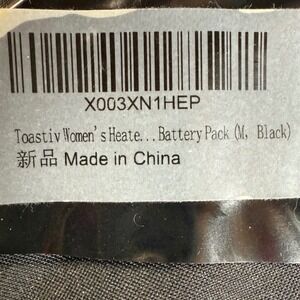 X003XN1HEP
Toastiv Women's Heate...Battery Pack (M, Black)
新品 Made in China